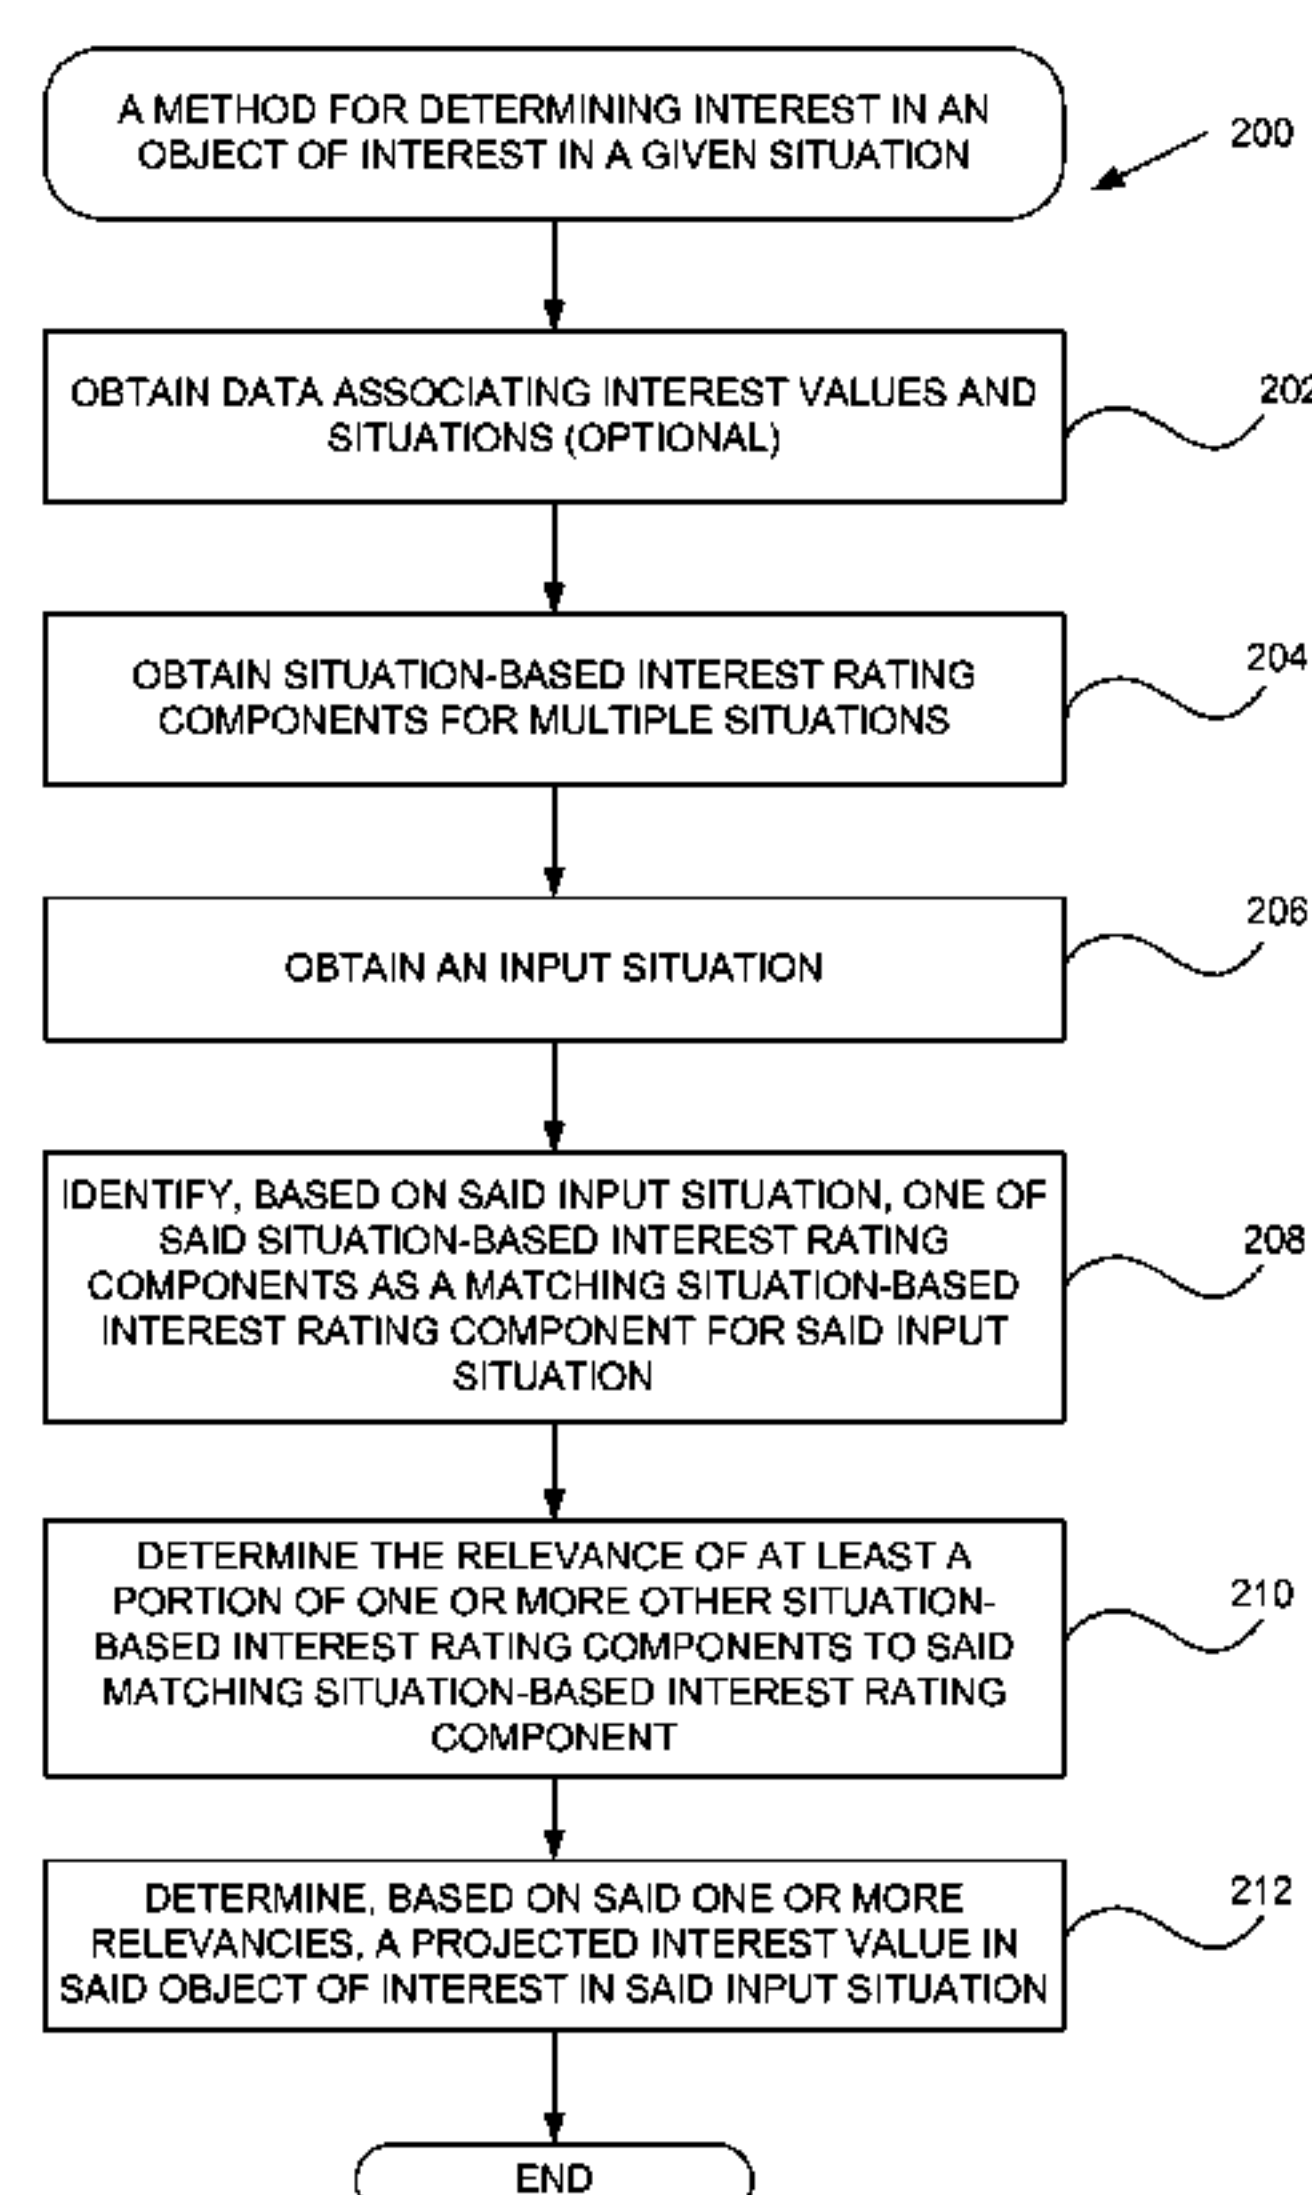 A METHOD FOR DETERMINING INTEREST IN AN
OBJECT OF INTEREST IN A GIVEN SITUATION
200
OBTAIN DATA ASSOCIATING INTEREST VALUES AND
SITUATIONS (OPTIONAL)
202
OBTAIN SITUATION-BASED INTEREST RATING
COMPONENTS FOR MULTIPLE SITUATIONS
204
OBTAIN AN INPUT SITUATION
206
IDENTIFY, BASED ON SAID INPUT SITUATION, ONE OF
SAID SITUATION-BASED INTEREST RATING
COMPONENTS AS A MATCHING SITUATION-BASED
INTEREST RATING COMPONENT FOR SAID INPUT
SITUATION
208
DETERMINE THE RELEVANCE OF AT LEAST A
PORTION OF ONE OR MORE OTHER SITUATION-
BASED INTEREST RATING COMPONENTS TO SAID
MATCHING SITUATION-BASED INTEREST RATING
COMPONENT
210
DETERMINE, BASED ON SAID ONE OR MORE
RELEVANCIES, A PROJECTED INTEREST VALUE IN
SAID OBJECT OF INTEREST IN SAID INPUT SITUATION
212
END